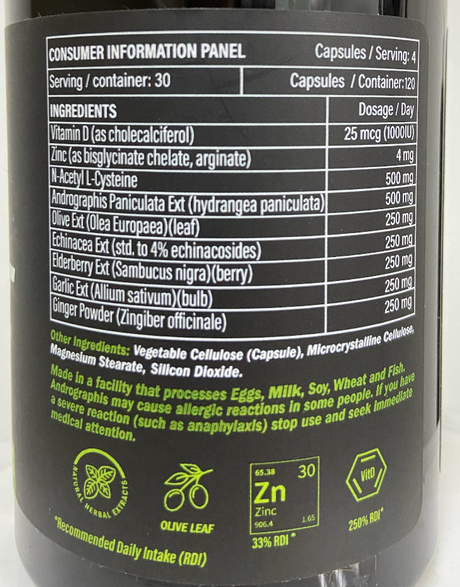 CONSUMER INFORMATION PANEL Capsules / Serving: 4
Serving / container: 30 Capsules / Container:120
INGREDIENTS Dosage / Day
Vitamin D (as cholecalciferol) 25 mcg (1000IU)
Zinc (as bisglycinate chelate, arginate) 4 mg
N-Acetyl L-Cysteine 500 mg
Andrographis Paniculata Ext (hydrangea paniculata) 500 mg
Olive Ext (Olea Europaea)(leaf) 250 mg
Echinacea Ext (std. to 4% echinacosides) 250 mg
Elderberry Ext (Sambucus nigra)(berry) 250 mg
Garlic Ext (Allium sativum)(bulb) 250 mg
Ginger Powder (Zingiber officinale) 250 mg
Other Ingredients: Vegetable Cellulose (Capsule), Microcrystalline Cellulose,
Magnesium Stearate, Silicon Dioxide.
Made in a facility that processes Eggs, Milk, Soy, Wheat and Fish.
Andrographis may cause allergic reactions in some people. If you have
a severe reaction (such as anaphylaxis) stop use and seek immediate
medical attention.
NATURAL HERBAL EXTRACTS
OLIVE LEAF
65.38 30
Zn
Zinc
906.4 1.65
33% RDI*
VitD
250% RDI*
*Recommended Daily Intake (RDI)